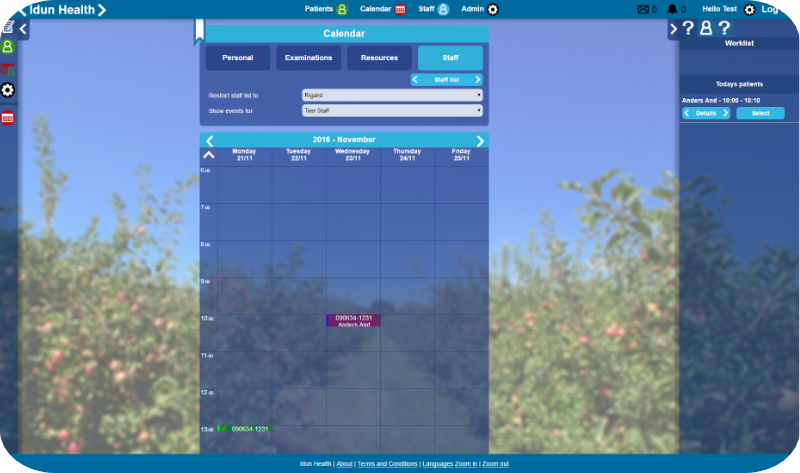 Idun Health
Patients Calendar Staff Admin
0 0 Hello Test Log
Calendar
Personal Examinations Resources Staff
Staff list
Restrict staff list to Rigand
Show events for Test Staff
2016 - November
Monday Tuesday Wednesday Thursday Friday
21/11 22/11 23/11 24/11 25/11
6:00
7:00
8:00
9:00
10:00
090634-1231
Anders And
11:00
12:00
13:00
090634-1231
? ?
Worklist
Todays patients
Anders And - 10:00 - 10:10
Details Select
Idun Health | About | Terms and Conditions | Languages Zoom in | Zoom out